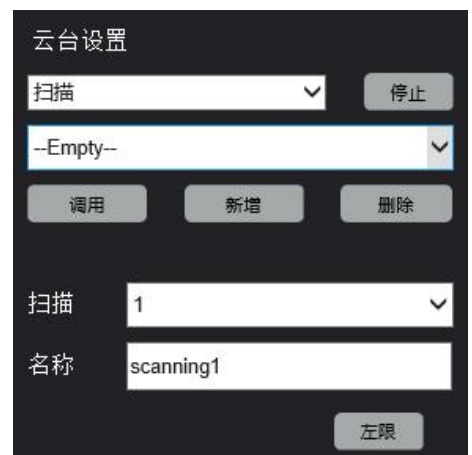 云台设置
扫描 停止
--Empty--
调用 新增 删除
扫描 1
名称 scanning1
左限